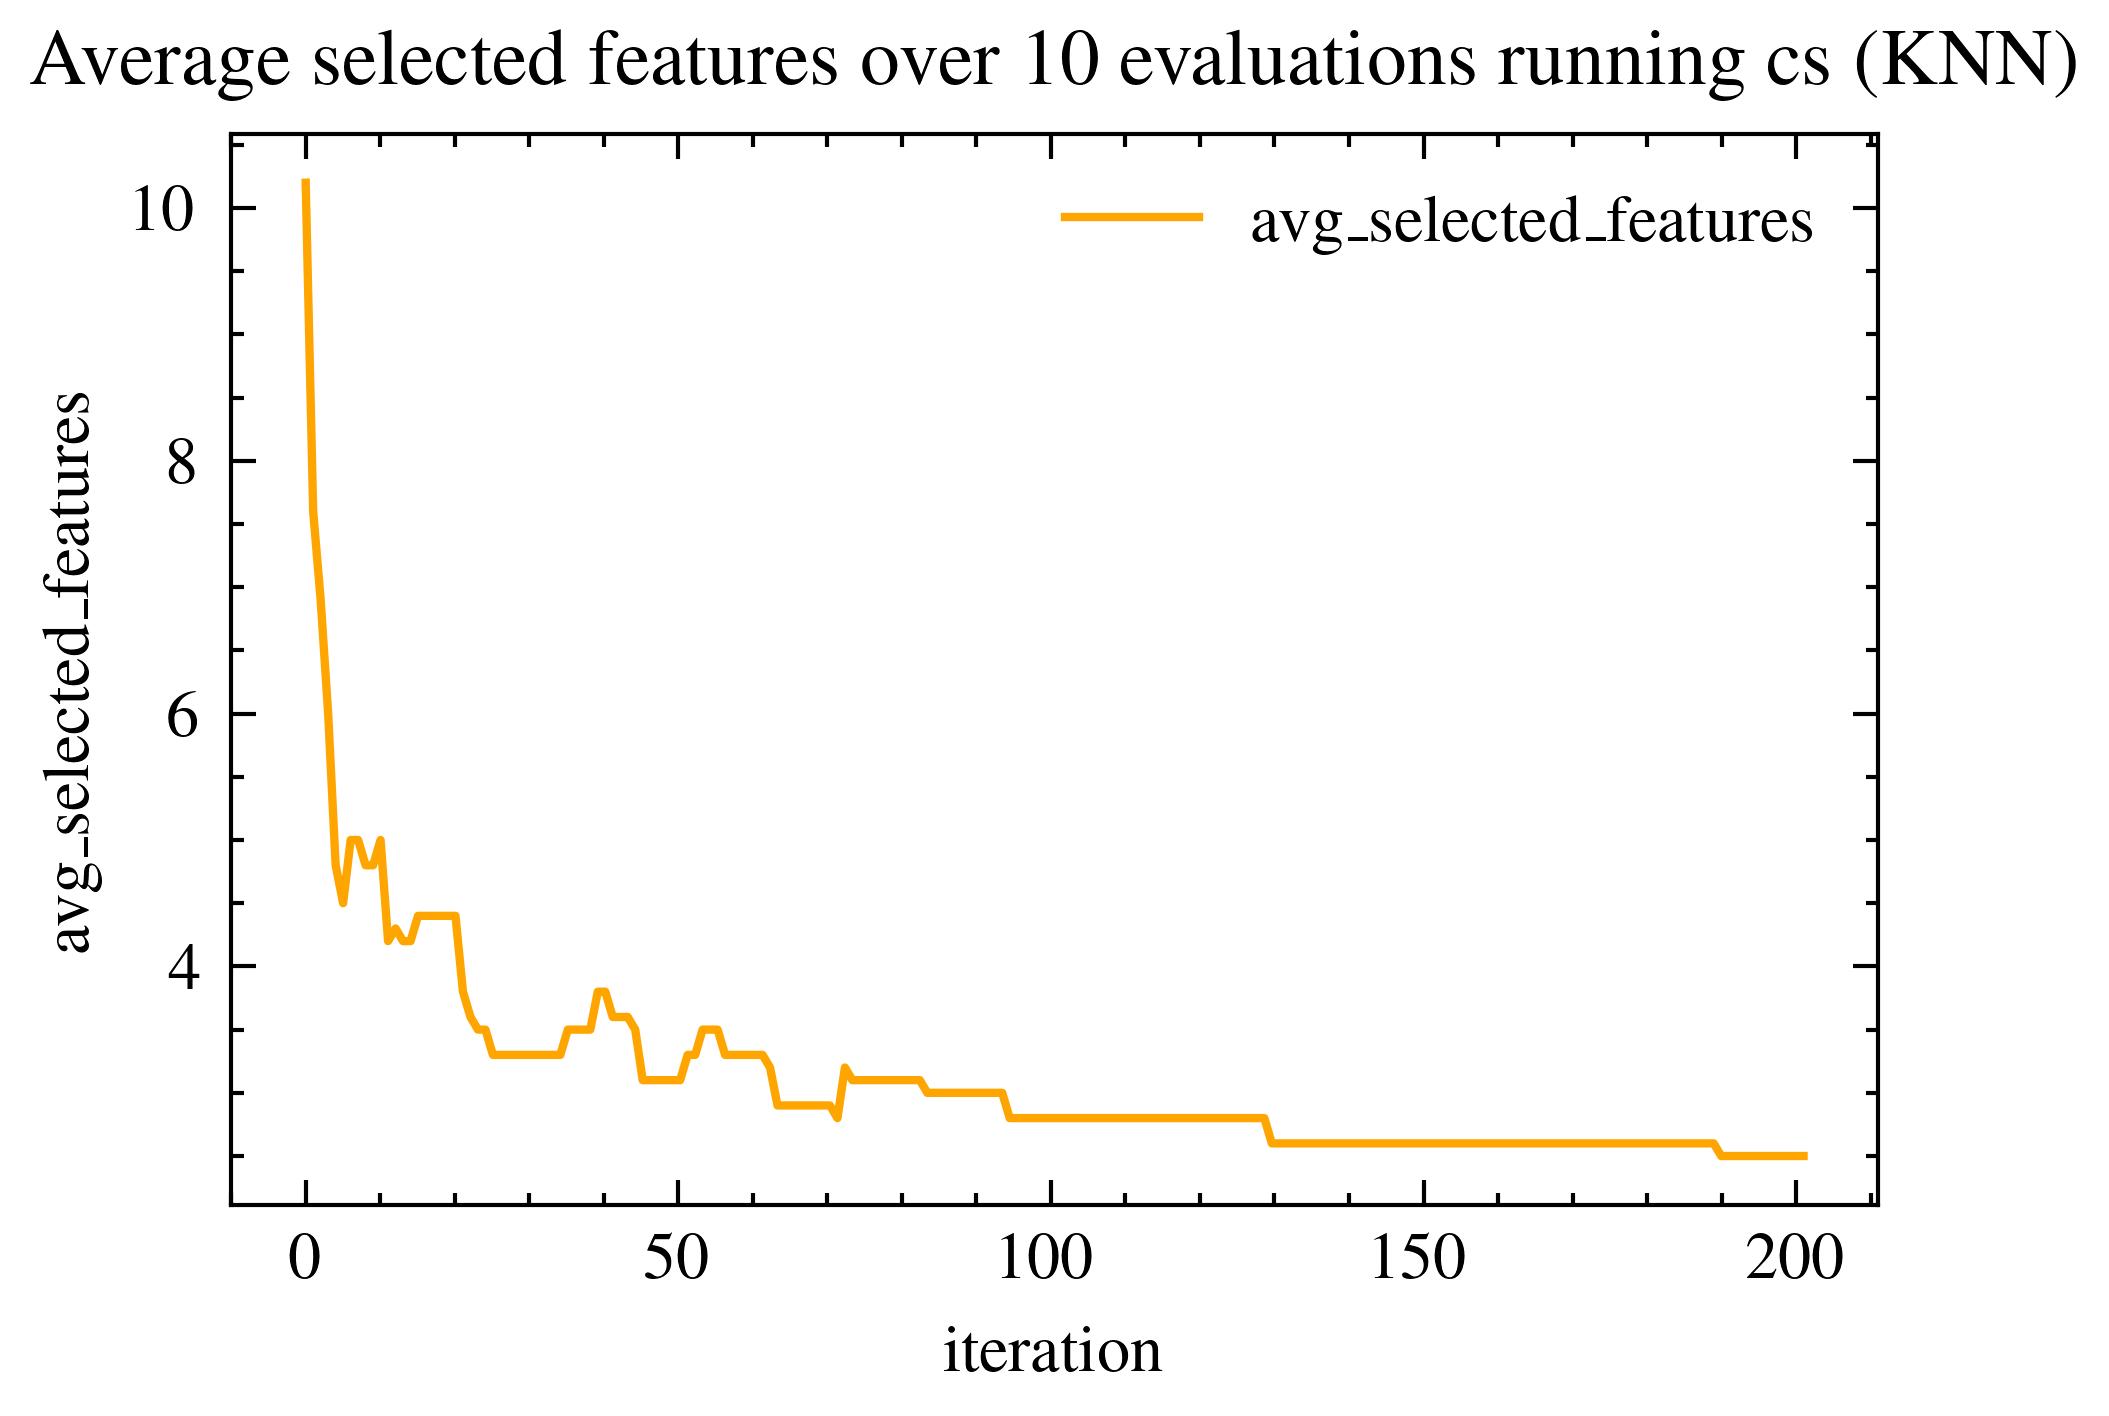 Average selected features over 10 evaluations running cs (KNN)
avg_selected_features
10
8
6
4
avg_selected_features
0 50 100 150 200
iteration